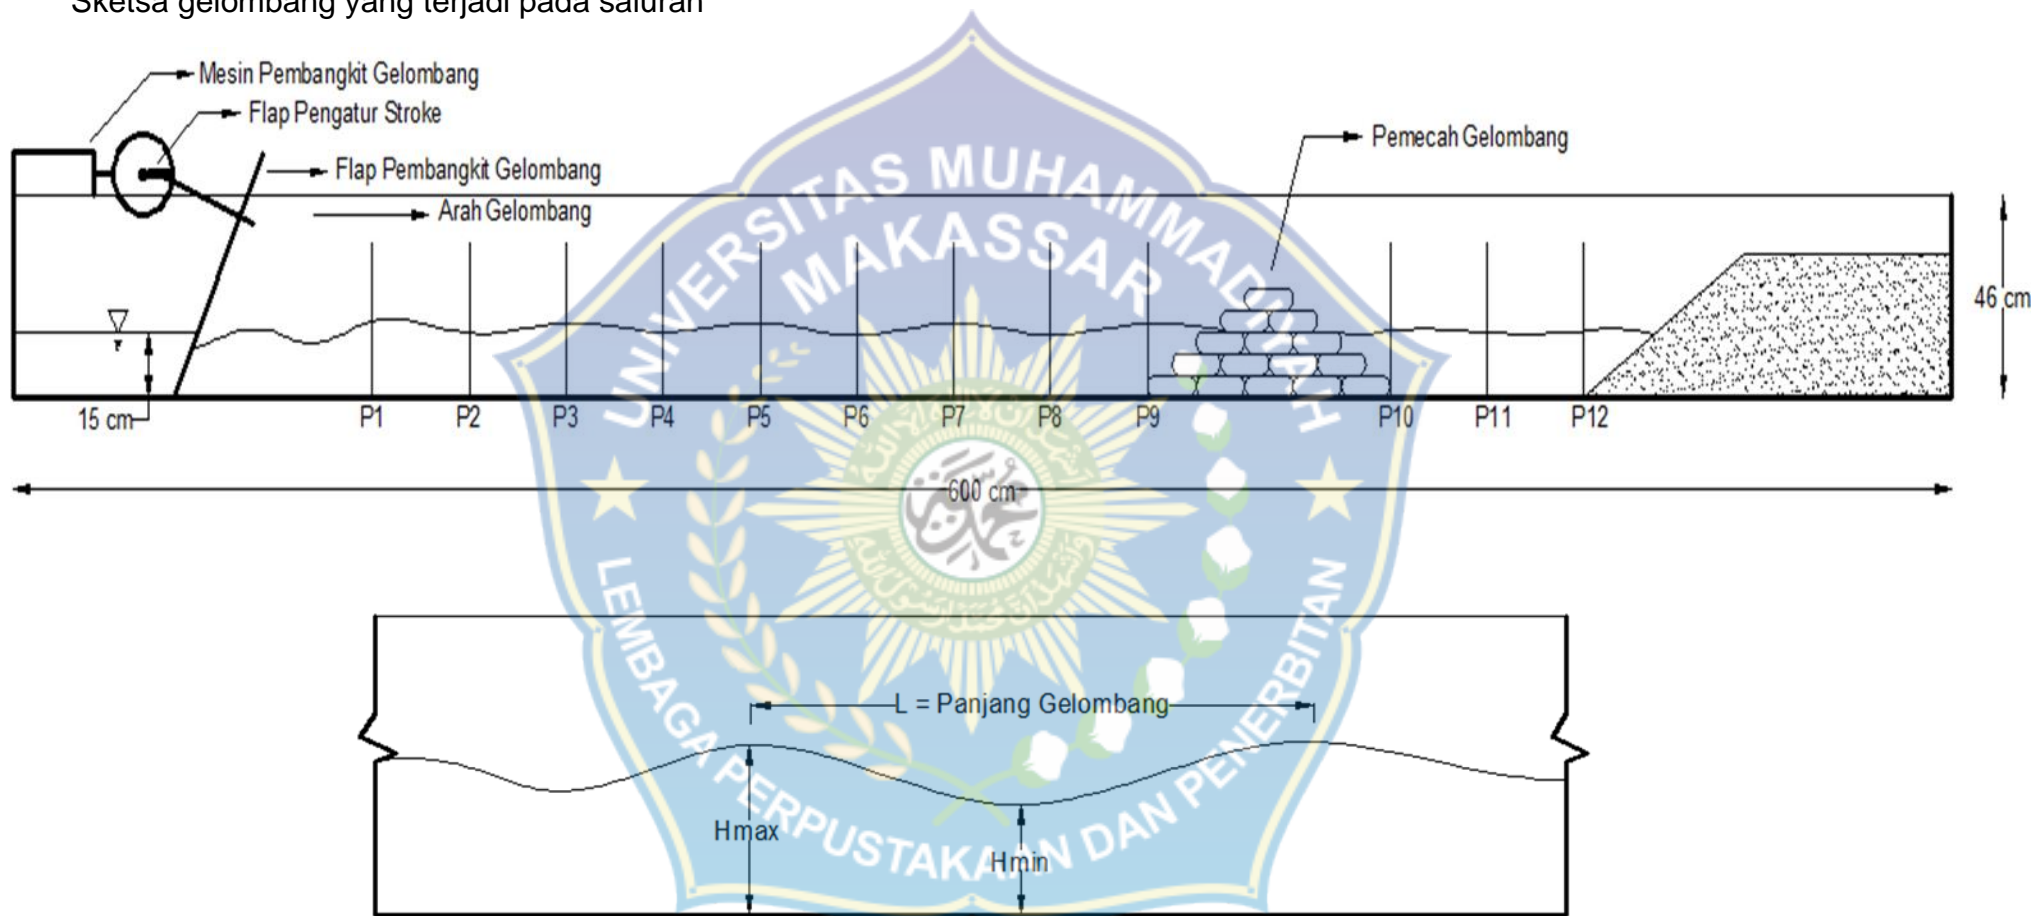 Sketsa gelombang yang terjadi pada saluran
Mesin Pembangkit Gelombang
Flap Pengatur Stroke
Pemecah Gelombang
Flap Pembangkit Gelombang
Arah Gelombang
UNIVERSITAS MUHAMMADIYAH
MAKASSAR
46 cm
15 cm
P1 P2 P3 P4 P5 P6 P7 P8 P9 P10 P11 P12
600 cm
L = Panjang Gelombang
Hmax
Hmin
LEMBAGA PERPUSTAKAAN DAN PENERBITAN